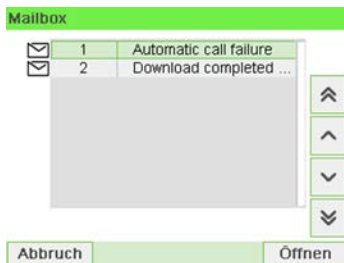 Mailbox
1 Automatic call failure
2 Download completed ...
Abbruch Öffnen